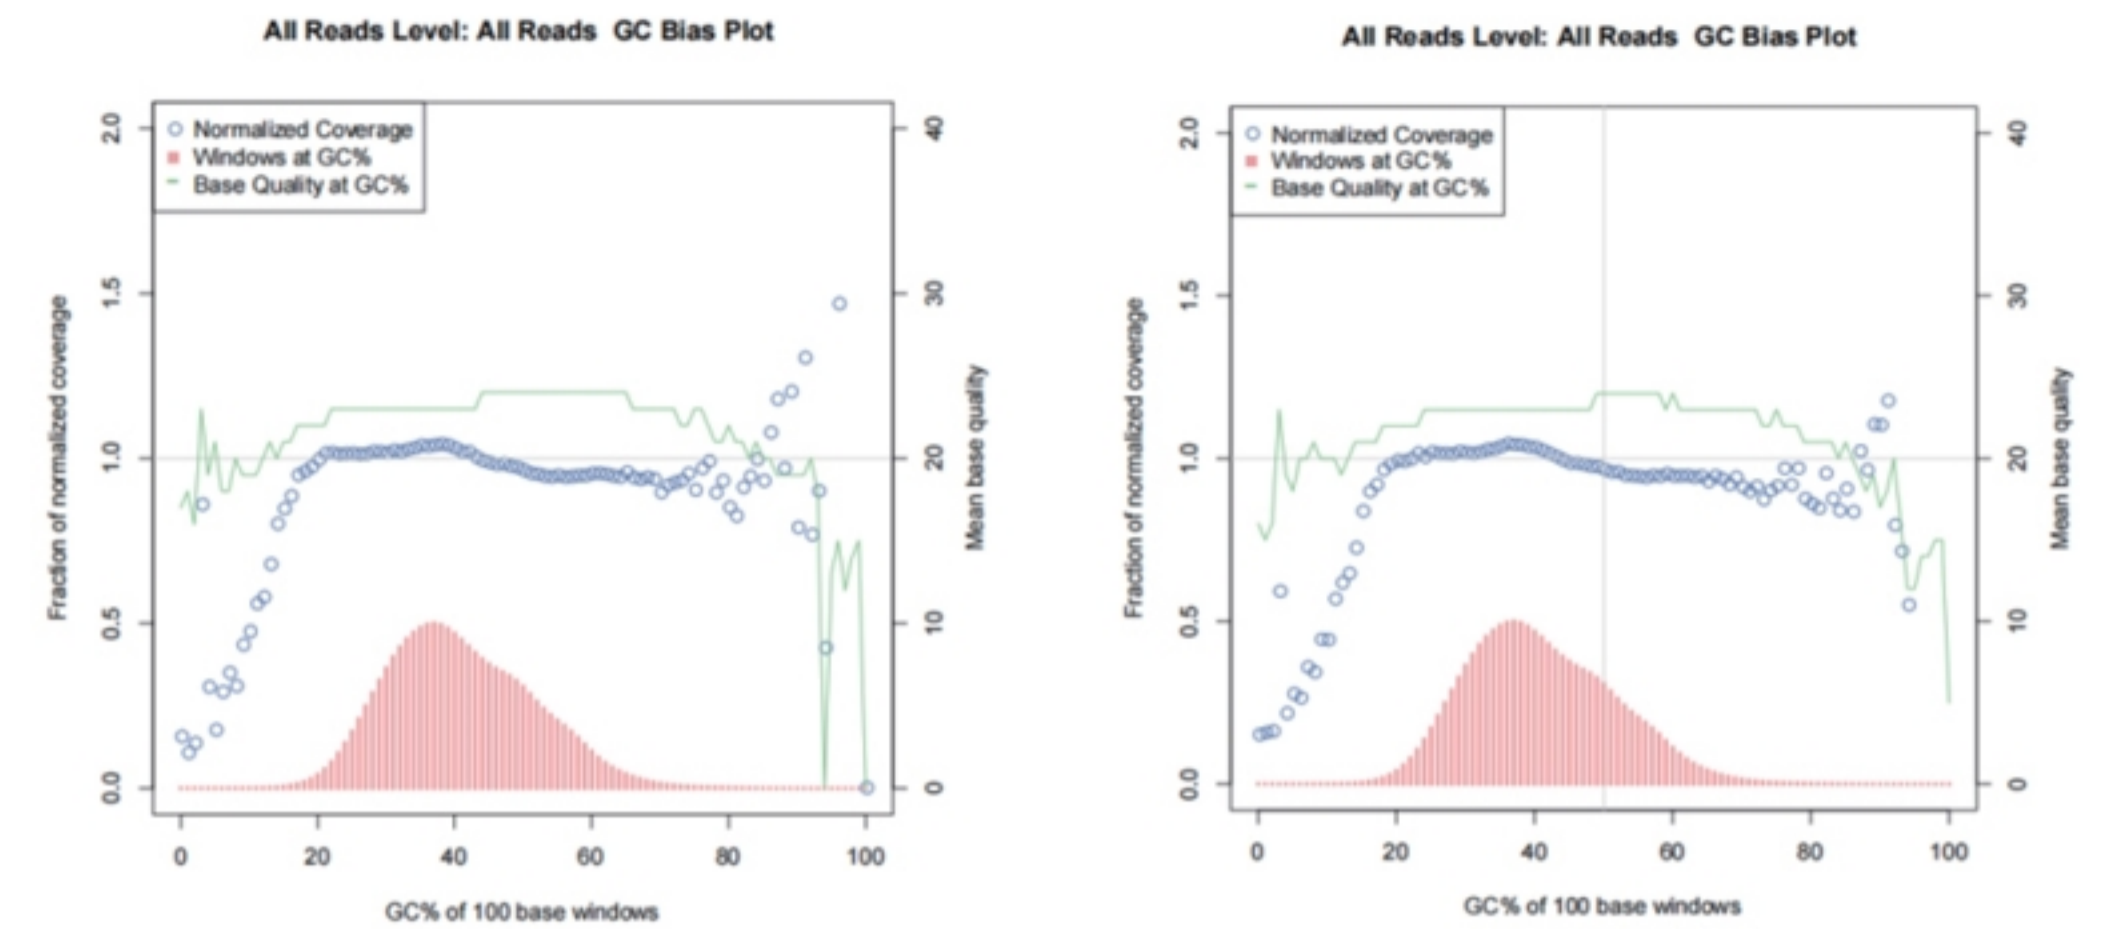 All Reads Level: All Reads  GC Bias Plot
Normalized Coverage
Windows at GC%
Base Quality at GC%
Fraction of normalized coverage
0.0 0.5 1.0 1.5 2.0
Mean base quality
0 10 20 30 40
0 20 40 60 80 100
GC% of 100 base windows
All Reads Level: All Reads  GC Bias Plot
Normalized Coverage
Windows at GC%
Base Quality at GC%
Fraction of normalized coverage
0.0 0.5 1.0 1.5 2.0
Mean base quality
0 10 20 30 40
0 20 40 60 80 100
GC% of 100 base windows